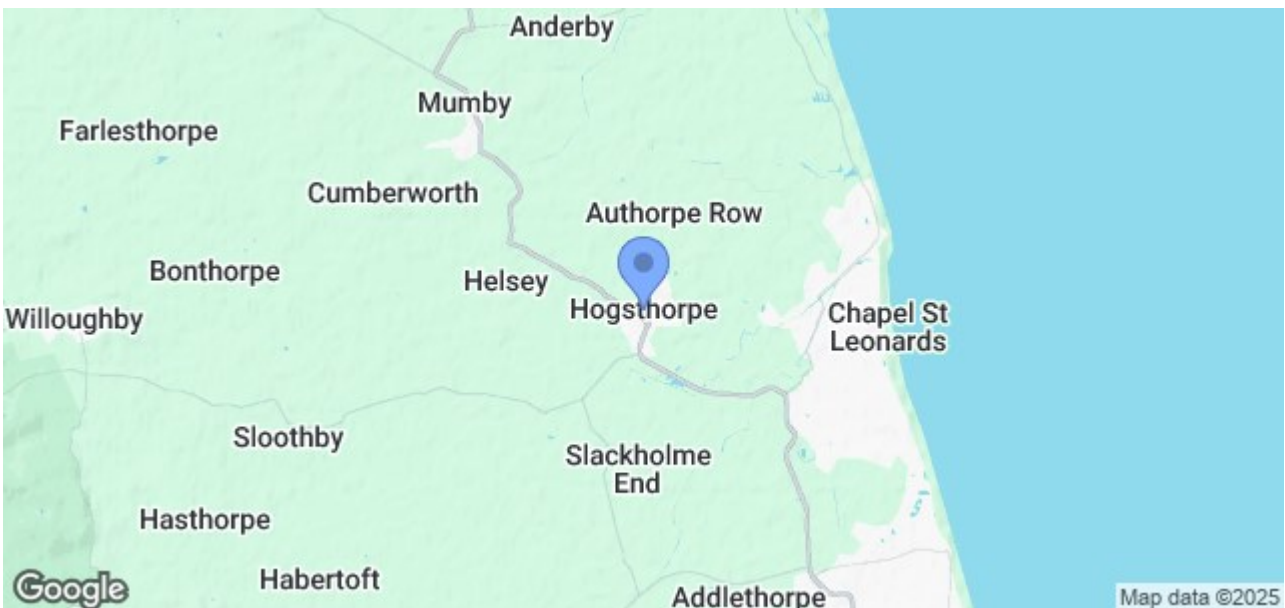 Anderby
Mumby
Farlesthorpe
Cumberworth
Authorpe Row
Bonthorpe
Helsey
Hogsthorpe
Willoughby
Chapel St
Leonards
Sloothby
Slackholme
End
Hasthorpe
Habertoft
Addlethorpe
Google
Map data ©2025